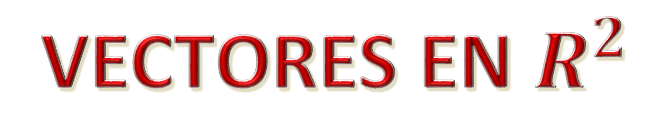 VECTORES EN R²